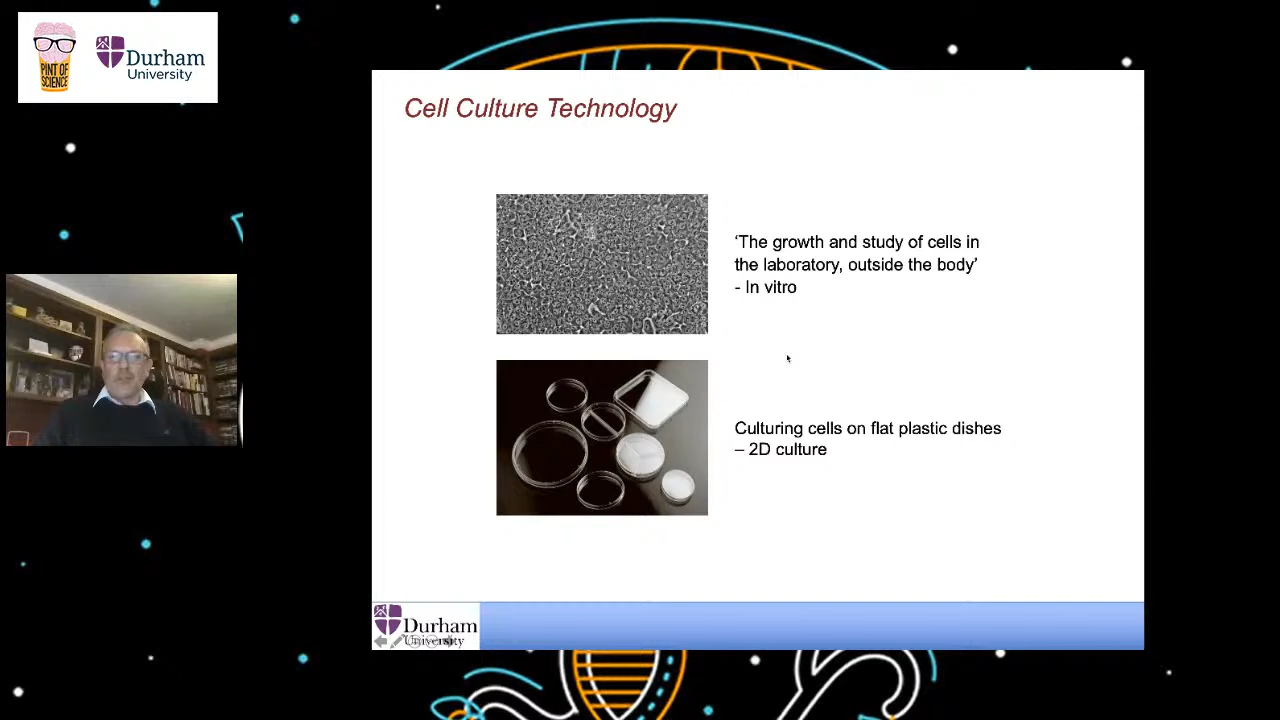 PINT OF
SCIENCE
Durham
University
Cell Culture Technology
‘The growth and study of cells in
the laboratory, outside the body’
- In vitro
Culturing cells on flat plastic dishes
– 2D culture
Durham
University